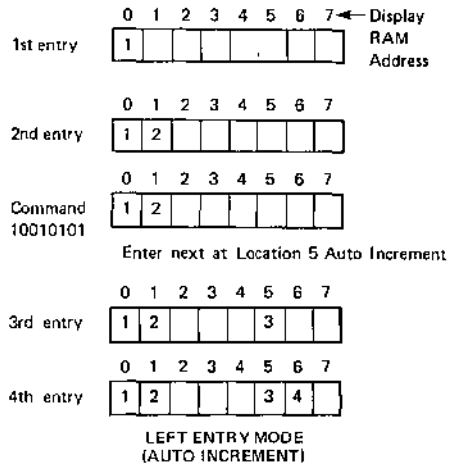 0 1 2 3 4 5 6 7 Display
1st entry 1 RAM
Address
0 1 2 3 4 5 6 7
2nd entry 1 2
0 1 2 3 4 5 6 7
Command 1 2
10010101
Enter next at Location 5 Auto Increment
0 1 2 3 4 5 6 7
3rd entry 1 2 3
0 1 2 3 4 5 6 7
4th entry 1 2 3 4
LEFT ENTRY MODE
(AUTO INCREMENT)